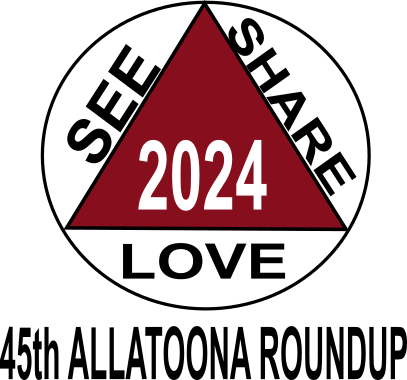 SEE
SHARE
2024
LOVE
45th ALLATOONA ROUNDUP